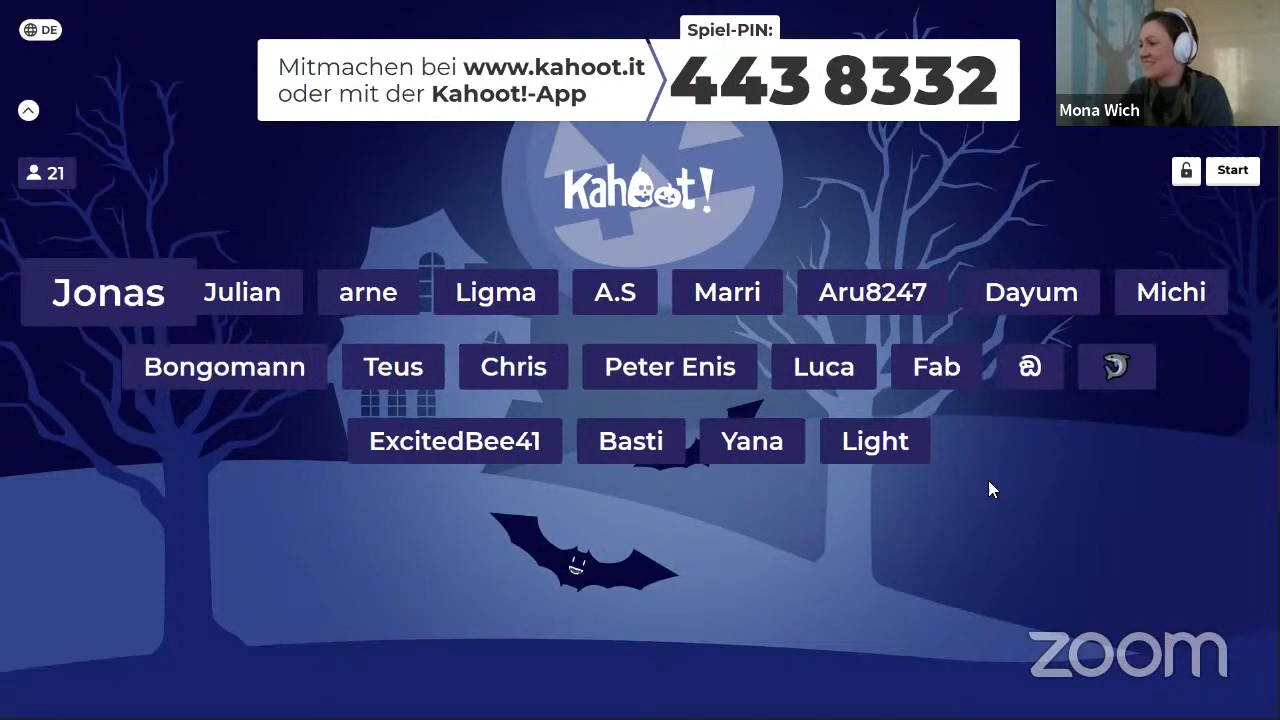 DE
Spiel-PIN:
Mitmachen bei www.kahoot.it
oder mit der Kahoot!-App
443 8332
Mona Wich
21
Kahoot!
Start
Jonas Julian arne Ligma A.S Marri Aru8247 Dayum Michi
Bongomann Teus Chris Peter Enis Luca Fab
ExcitedBee41 Basti Yana Light
zoom